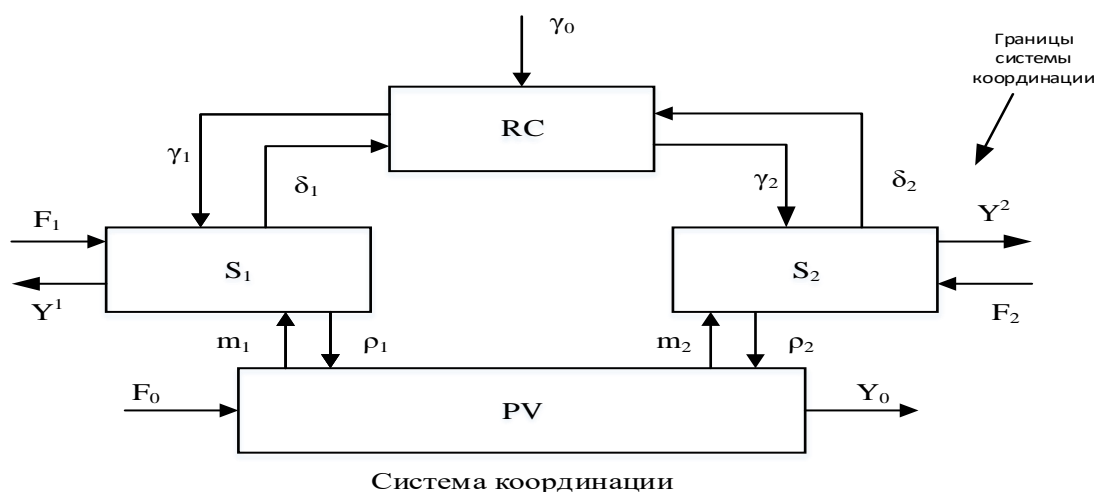 γ₀
Границы
системы
координации
RC
γ₁
δ₁
γ₂
δ₂
F₁
Y²
S₁
S₂
Y¹
F₂
m₁
ρ₁
m₂
ρ₂
F₀
PV
Y₀
Система координации